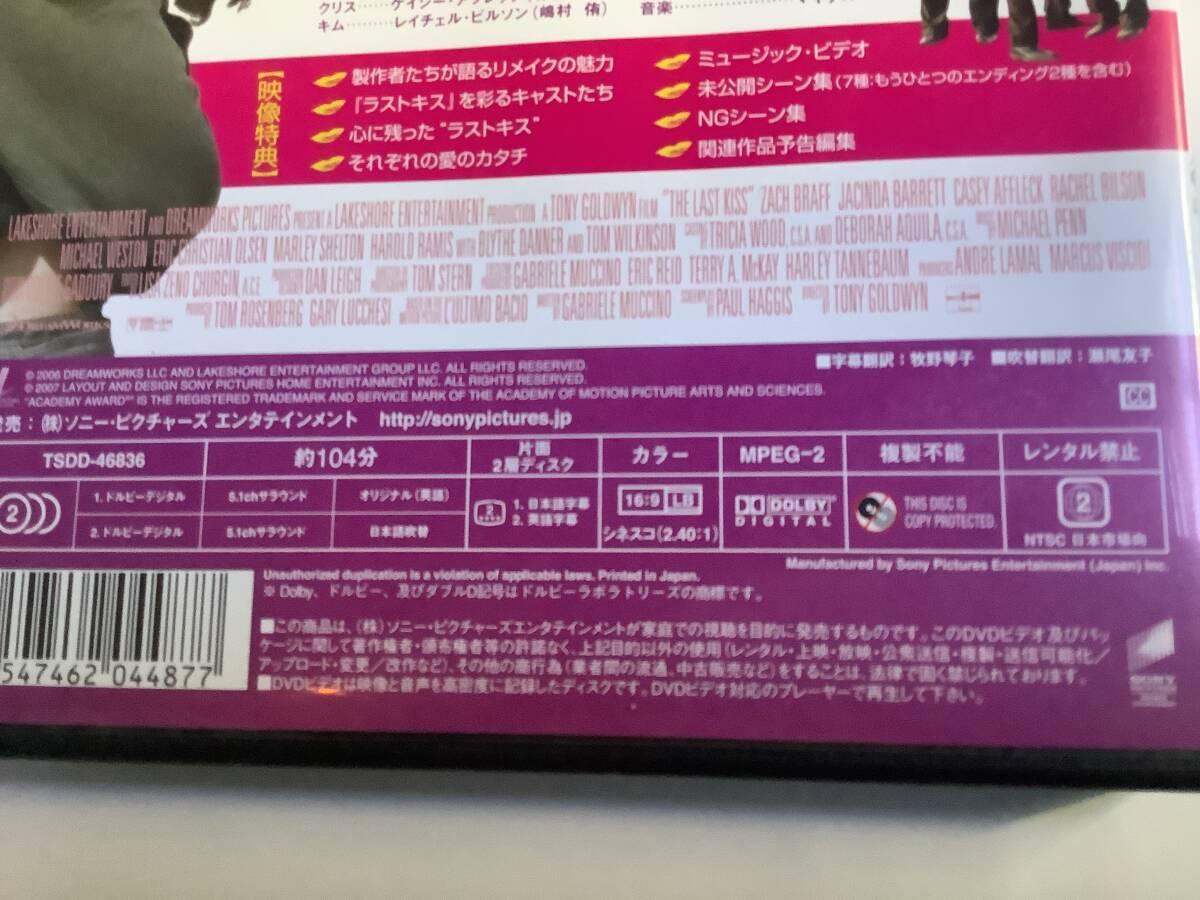 クリス……ケイシー・アフレック
キム………レイチェル・ビルソン(嶋村 侑)
音楽
【映像特典】
製作者たちが語るリメイクの魅力
『ラストキス』を彩るキャストたち
心に残った“ラストキス”
それぞれの愛のカタチ
ミュージック・ビデオ
未公開シーン集(7種:もうひとつのエンディング2種を含む)
NGシーン集
関連作品予告編集
LAKESHORE ENTERTAINMENT AND DREAMWORKS PICTURES PRESENT A LAKESHORE ENTERTAINMENT PRODUCTION A TONY GOLDWYN FILM "THE LAST KISS" ZACH BRAFF JACINDA BARRETT CASEY AFFLECK RACHEL BILSON
MICHAEL WESTON ERIC CHRISTIAN OLSEN MARLEY SHELTON HAROLD RAMIS WITH BLYTHE DANNER AND TOM WILKINSON TRICIA WOOD, C.S.A. AND DEBORAH AQUILA, C.S.A. MICHAEL PENN
GADOURY LISA ZENO CHURGIN, A.C.E. DAN LEIGH TOM STERN GABRIELE MUCCINO ERIC REID TERRY A. McKAY HARLEY TANNEBAUM ANDRE LAMAL MARCUS VISCIDI
TOM ROSENBERG GARY LUCCHESI L'ULTIMO BACIO GABRIELE MUCCINO PAUL HAGGIS TONY GOLDWYN
© 2006 DREAMWORKS LLC AND LAKESHORE ENTERTAINMENT GROUP LLC. ALL RIGHTS RESERVED.
© 2007 LAYOUT AND DESIGN SONY PICTURES HOME ENTERTAINMENT INC. ALL RIGHTS RESERVED.
"ACADEMY AWARD®" IS THE REGISTERED TRADEMARK AND SERVICE MARK OF THE ACADEMY OF MOTION PICTURE ARTS AND SCIENCES.
■字幕翻訳:牧野琴子 ■吹替翻訳:瀬尾友子
CC
売:(株)ソニー・ピクチャーズ エンタテインメント http://sonypictures.jp
TSDD-46836
約104分
片面
2層ディスク
カラー
MPEG-2
複製不能
レンタル禁止
2
1. ドルビーデジタル
5.1chサラウンド
オリジナル(英語)
2. ドルビーデジタル
5.1chサラウンド
日本語吹替
2
1. 日本語字幕
2. 英語字幕
16:9 LB
シネスコ(2.40:1)
DOLBY
DIGITAL
THIS DISC IS
COPY PROTECTED.
2
NTSC 日本市場向
Manufactured by Sony Pictures Entertainment (Japan) Inc.
Unauthorized duplication is a violation of applicable laws. Printed in Japan.
※ Dolby、ドルビー、及びダブルD記号はドルビーラボラトリーズの商標です。
■この商品は、(株)ソニー・ピクチャーズエンタテインメントが家庭での視聴を目的に発売するものです。このDVDビデオ及びパッ
ケージに関して著作権者・頒布権者等の許諾なく、上記目的以外の使用(レンタル・上映・放映・公衆送信・複製・送信可能化/
アップロード・変更/改作など)、その他の商行為(業者間の流通、中古販売など)をすることは、法律で固く禁じられております。
■DVDビデオは映像と音声を高密度に記録したディスクです。DVDビデオ対応のプレーヤーで再生して下さい。
547462 044877
SONY